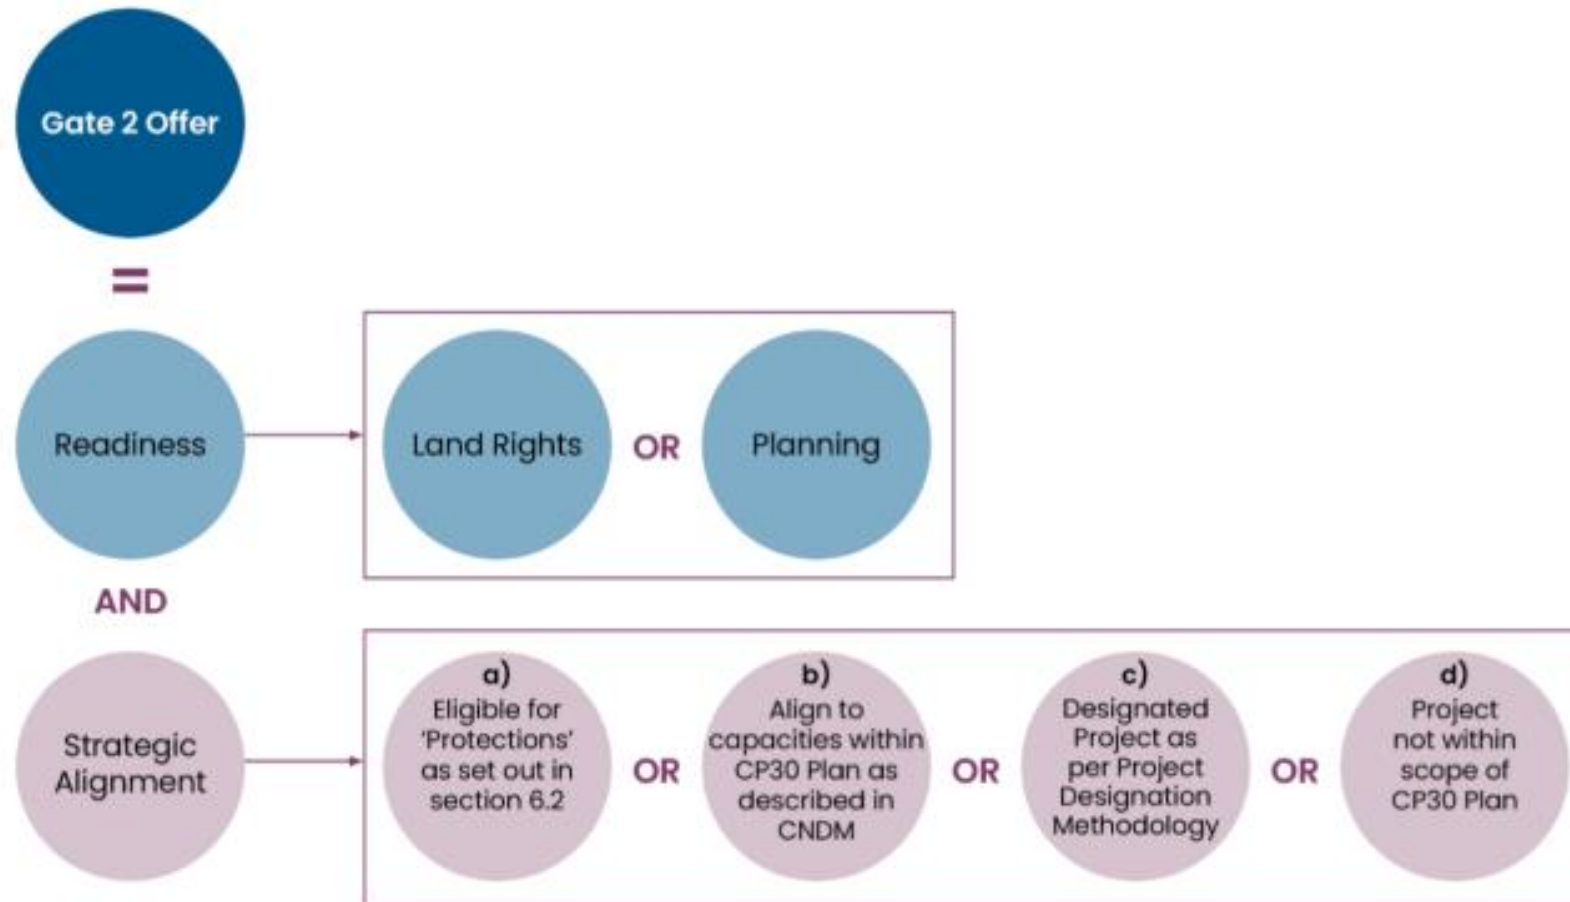 Gate 2 Offer
=
Readiness
Land Rights
OR
Planning
AND
Strategic
Alignment
a)
Eligible for
'Protections'
as set out in
section 6.2
OR
b)
Align to
capacities within
CP30 Plan as
described in
CNDM
OR
c)
Designated
Project as
per Project
Designation
Methodology
OR
d)
Project
not within
scope of
CP30 Plan